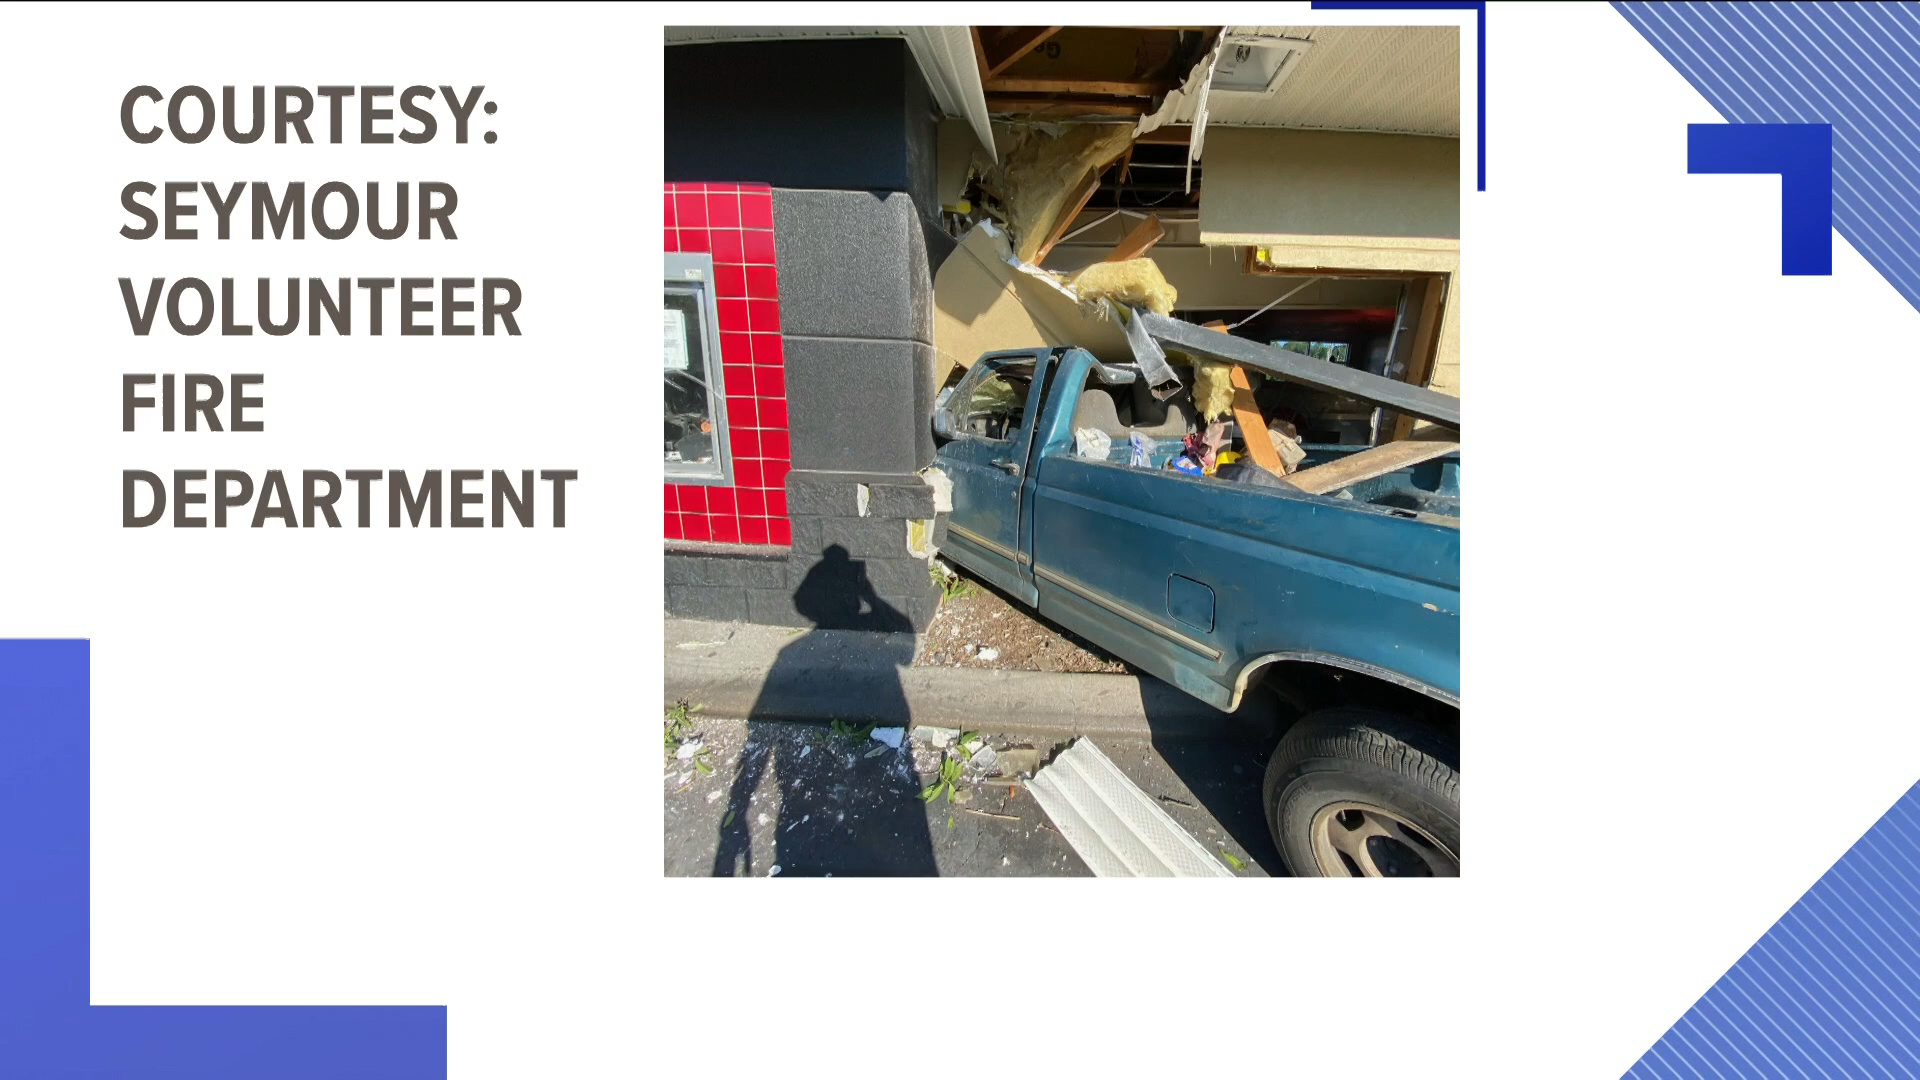 COURTESY:
SEYMOUR
VOLUNTEER
FIRE
DEPARTMENT